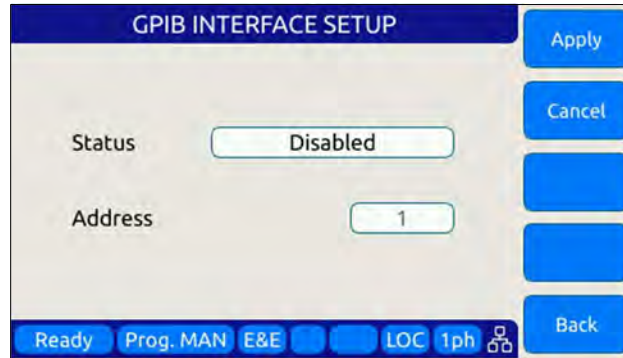 GPIB INTERFACE SETUP
Apply
Cancel
Status Disabled
Address 1
Back
Ready Prog. MAN E&E LOC 1ph